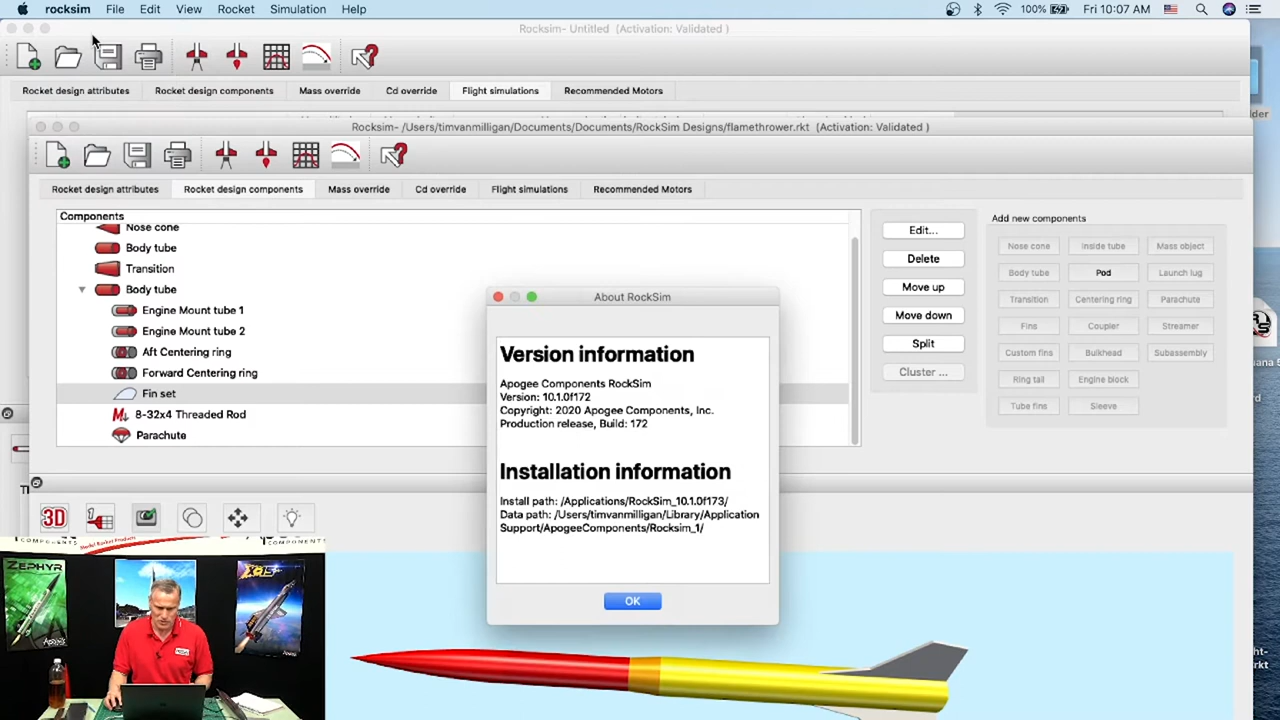 rocksim File Edit View Rocket Simulation Help 100% Fri 10:07 AM
Rocksim- Untitled (Activation: Validated )
Rocket design attributes Rocket design components Mass override Cd override Flight simulations Recommended Motors
Rocksim- /Users/timvanmilligan/Documents/Documents/RockSim Designs/flamethrower.rkt (Activation: Validated )
Rocket design attributes Rocket design components Mass override Cd override Flight simulations Recommended Motors
Components
Nose cone
Body tube
Transition
Body tube
Engine Mount tube 1
Engine Mount tube 2
Aft Centering ring
Forward Centering ring
Fin set
8-32x4 Threaded Rod
Parachute
Edit...
Delete
Move up
Move down
Split
Cluster ...
Add new components
Nose cone Inside tube Mass object
Body tube Pod Launch lug
Transition Centering ring Parachute
Fins Coupler Streamer
Custom fins Bulkhead Subassembly
Ring tail Engine block
Tube fins Sleeve
About RockSim
Version information
Apogee Components RockSim
Version: 10.1.0f172
Copyright: 2020 Apogee Components, Inc.
Production release, Build: 172
Installation information
Install path: /Applications/RockSim_10.1.0f173/
Data path: /Users/timvanmilligan/Library/Application
Support/ApogeeComponents/Rocksim_1/
OK
3D
COMPONENTS
Model Rocket Products
COMPONENTS
ZEPHYR